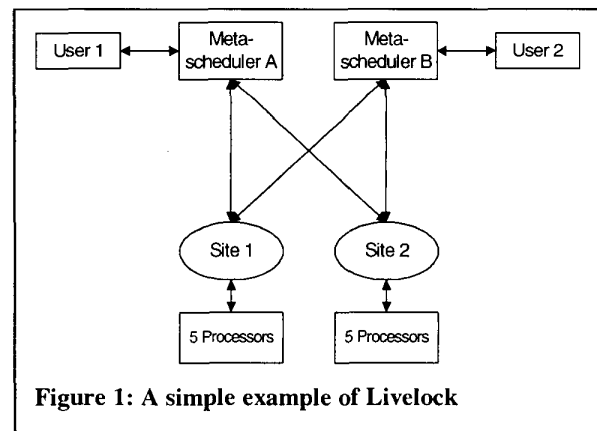 User 1
Meta-
scheduler A
Meta-
scheduler B
User 2
Site 1
Site 2
5 Processors
5 Processors
Figure 1: A simple example of Livelock